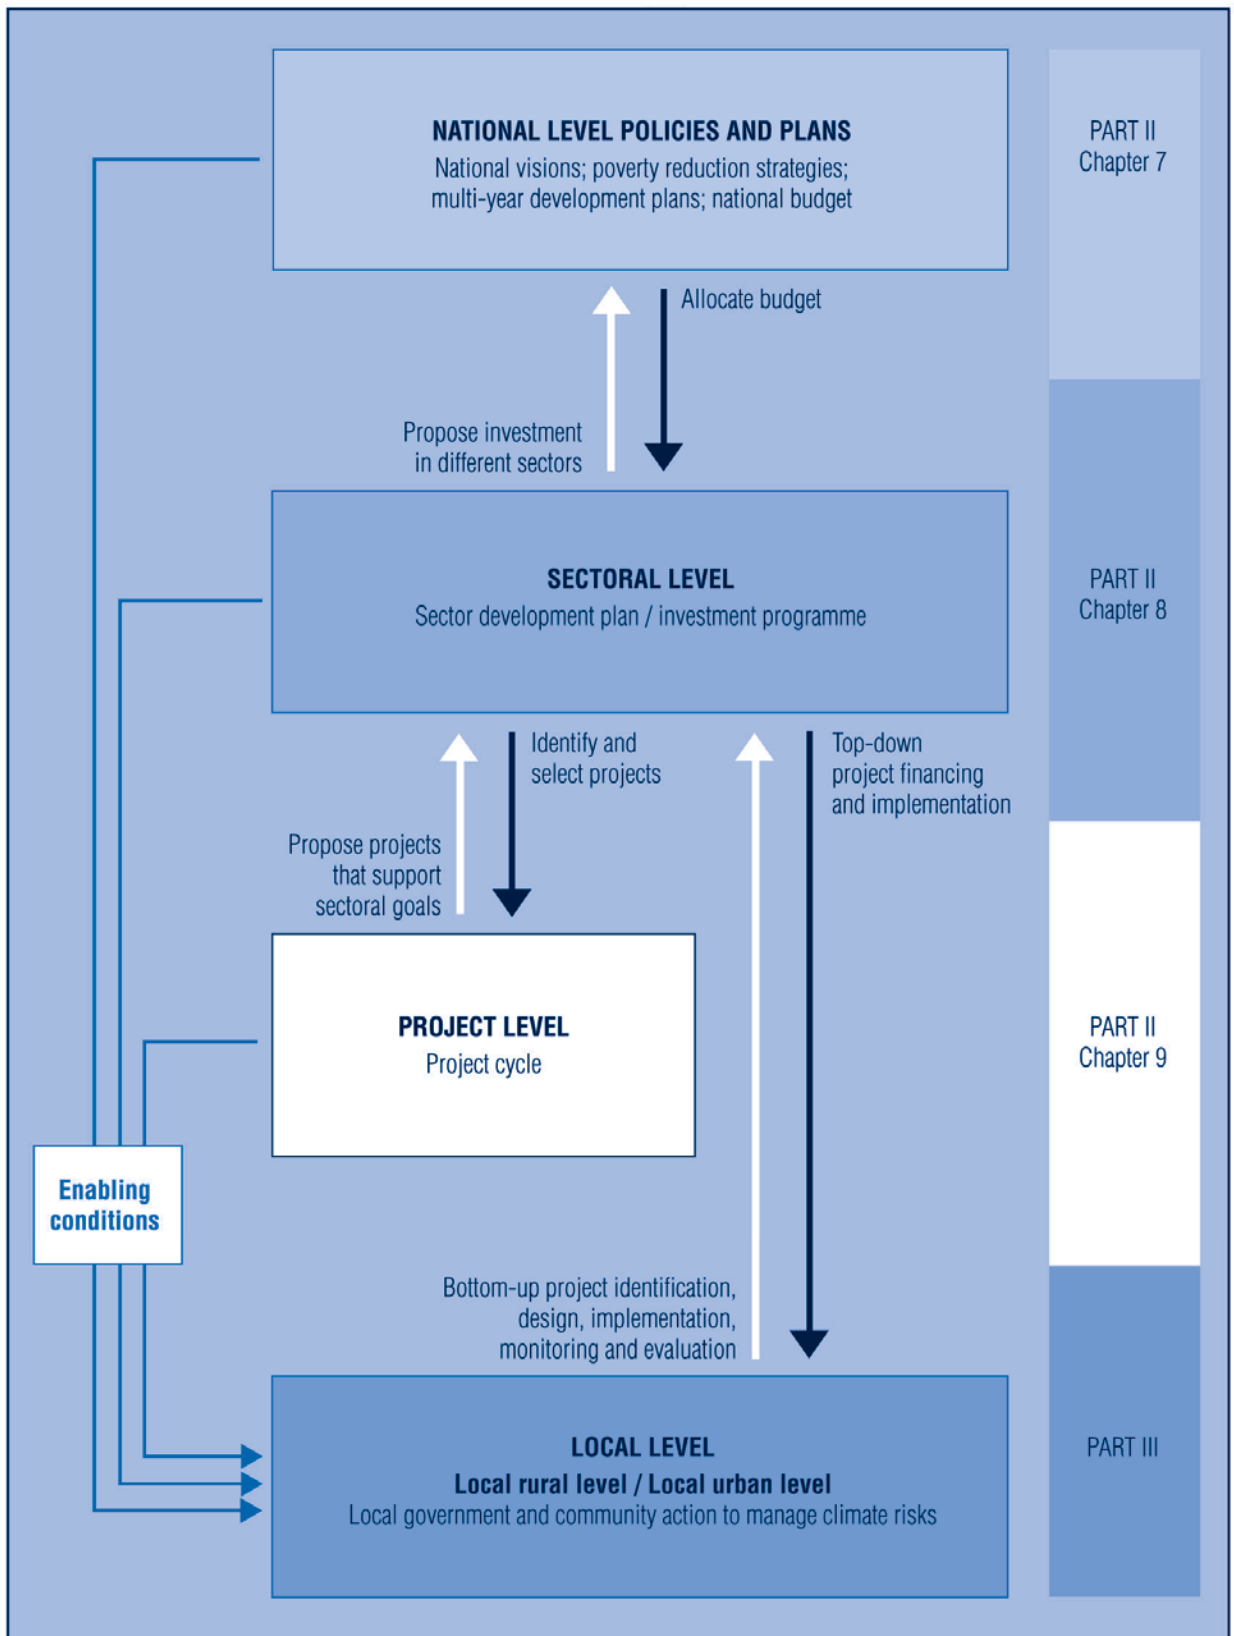 NATIONAL LEVEL POLICIES AND PLANS
National visions; poverty reduction strategies;
multi-year development plans; national budget
PART II
Chapter 7
Allocate budget
Propose investment
in different sectors
SECTORAL LEVEL
Sector development plan / investment programme
PART II
Chapter 8
Identify and
select projects
Top-down
project financing
and implementation
Propose projects
that support
sectoral goals
PROJECT LEVEL
Project cycle
PART II
Chapter 9
Enabling
conditions
Bottom-up project identification,
design, implementation,
monitoring and evaluation
LOCAL LEVEL
Local rural level / Local urban level
Local government and community action to manage climate risks
PART III